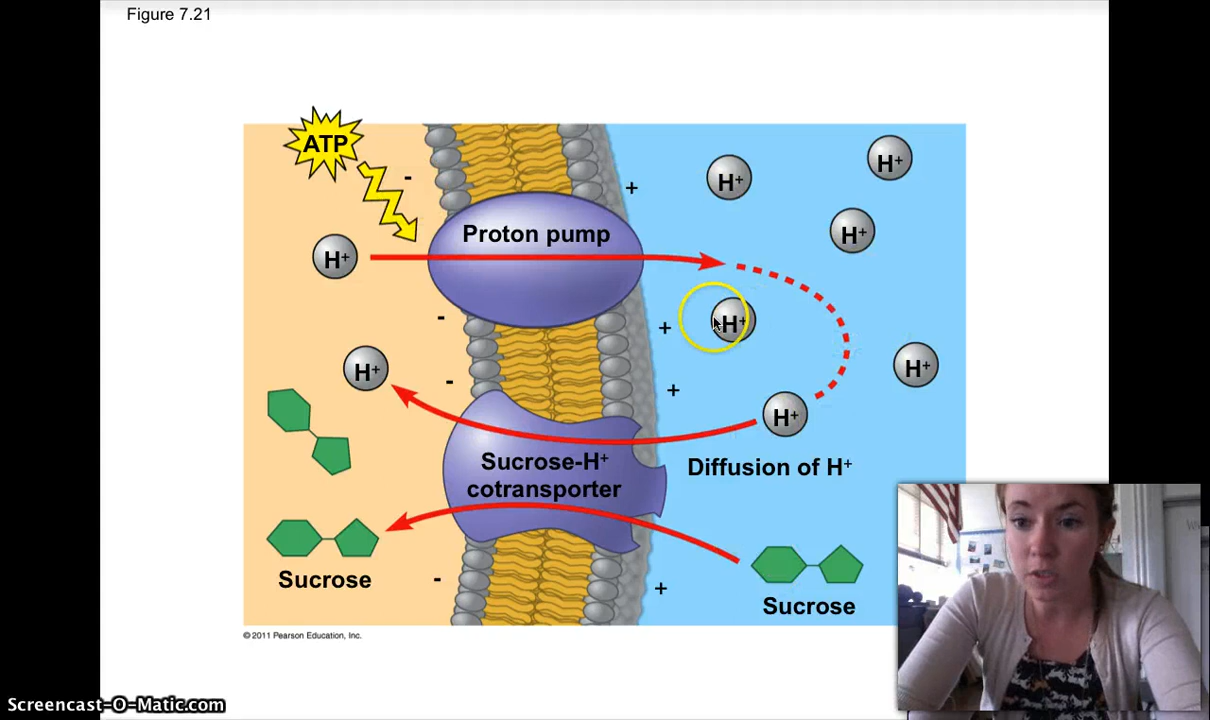 Figure 7.21
ATP
-
+
H⁺
H⁺
H⁺
Proton pump
H⁺
-
+
H⁺
H⁺
H⁺
-
+
H⁺
Diffusion of H⁺
Sucrose-H⁺
cotransporter
Sucrose
-
+
Sucrose
© 2011 Pearson Education, Inc.
Screencast-O-Matic.com